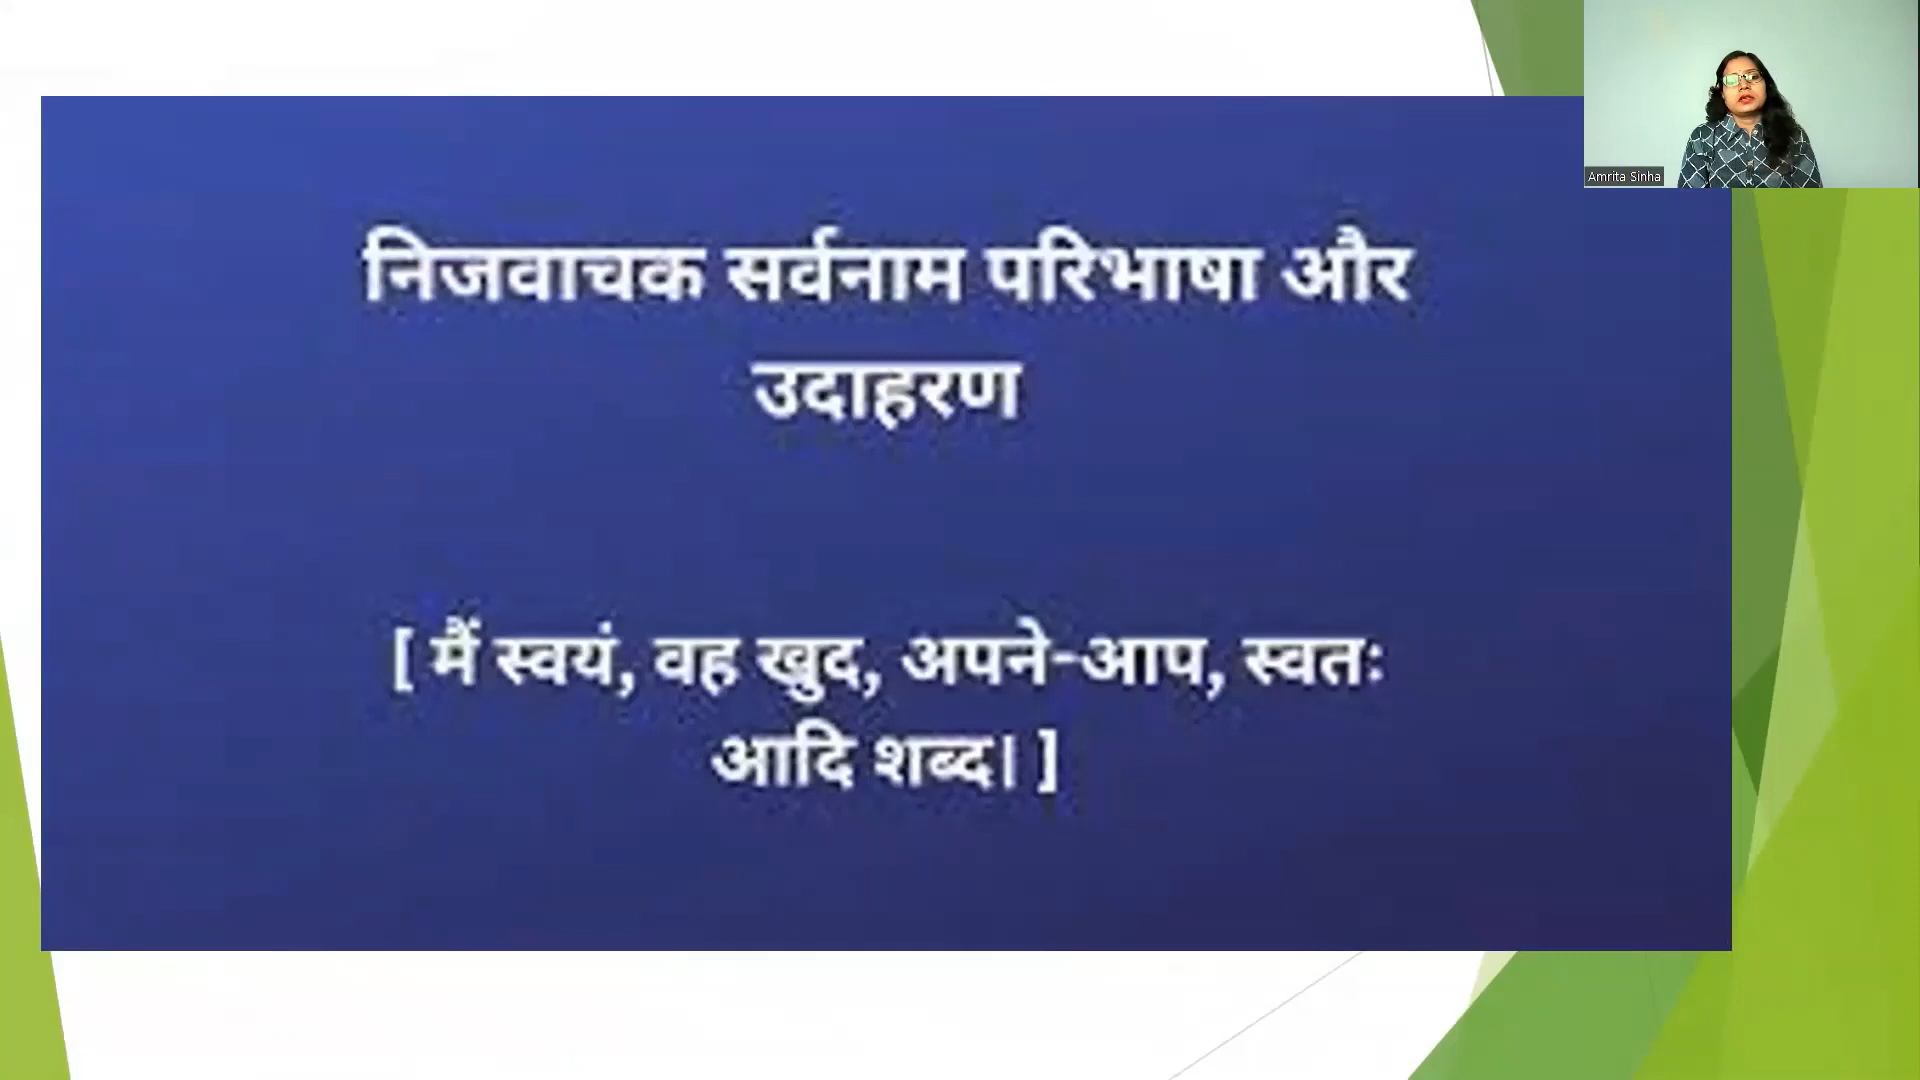 Amrita Sinha
निजवाचक सर्वनाम परिभाषा और
उदाहरण
[ मैं स्वयं, वह खुद, अपने-आप, स्वतः
आदि शब्द। ]